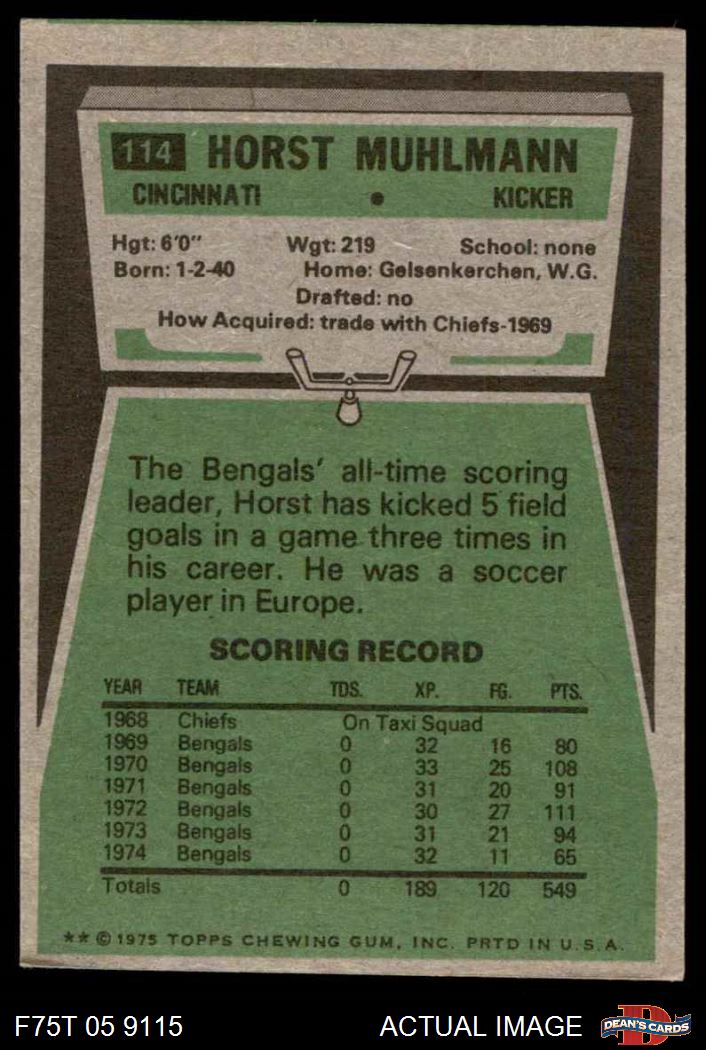 114 HORST MUHLMANN
CINCINNATI • KICKER
Hgt: 6'0" Wgt: 219 School: none
Born: 1-2-40 Home: Gelsenkerchen, W.G.
Drafted: no
How Acquired: trade with Chiefs-1969
The Bengals' all-time scoring
leader, Horst has kicked 5 field
goals in a game three times in
his career. He was a soccer
player in Europe.
SCORING RECORD
YEAR TEAM TDS. XP. FG. PTS.
1968 Chiefs On Taxi Squad
1969 Bengals 0 32 16 80
1970 Bengals 0 33 25 108
1971 Bengals 0 31 20 91
1972 Bengals 0 30 27 111
1973 Bengals 0 31 21 94
1974 Bengals 0 32 11 65
Totals 0 189 120 549
** © 1975 TOPPS CHEWING GUM, INC. PRTD IN U.S.A.
F75T 05 9115 ACTUAL IMAGE D DEAN'S CARDS